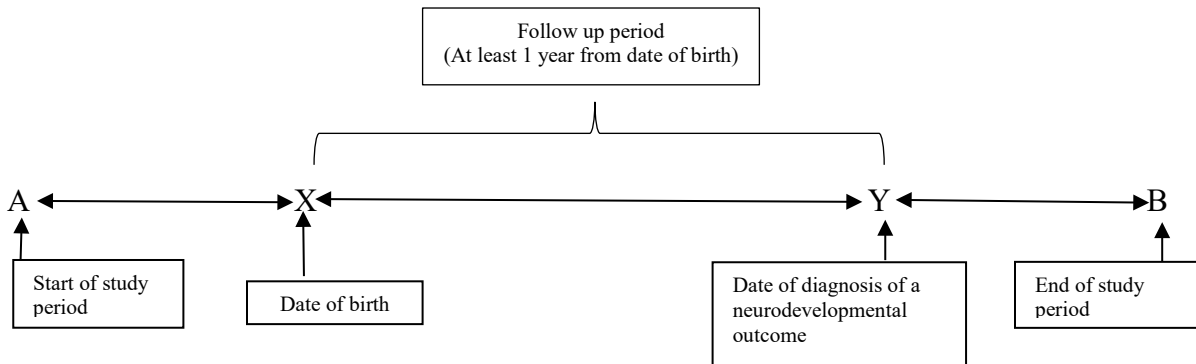 Follow up period
(At least 1 year from date of birth)
A
X
Y
B
Start of study
period
Date of birth
Date of diagnosis of a
neurodevelopmental
outcome
End of study
period